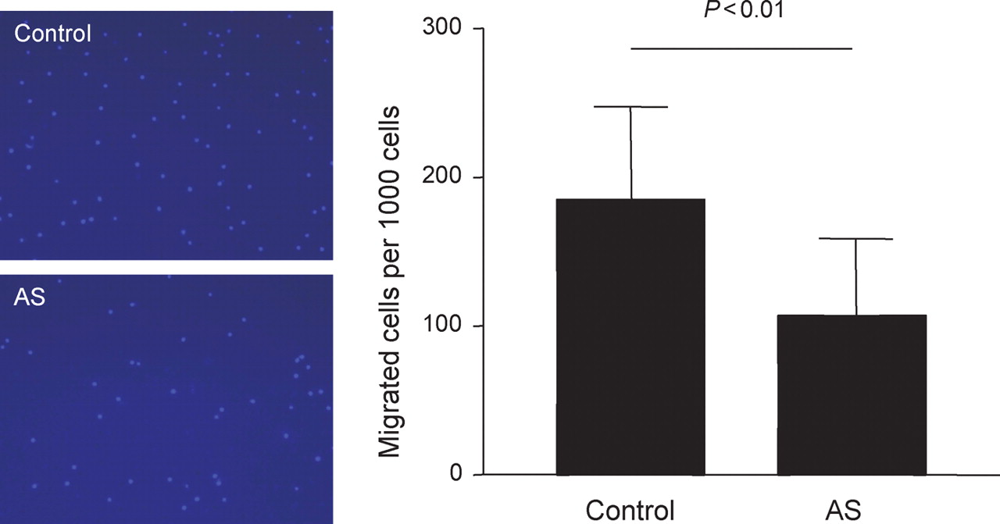 Control
AS
P<0.01
300
200
100
0
Migrated cells per 1000 cells
Control
AS